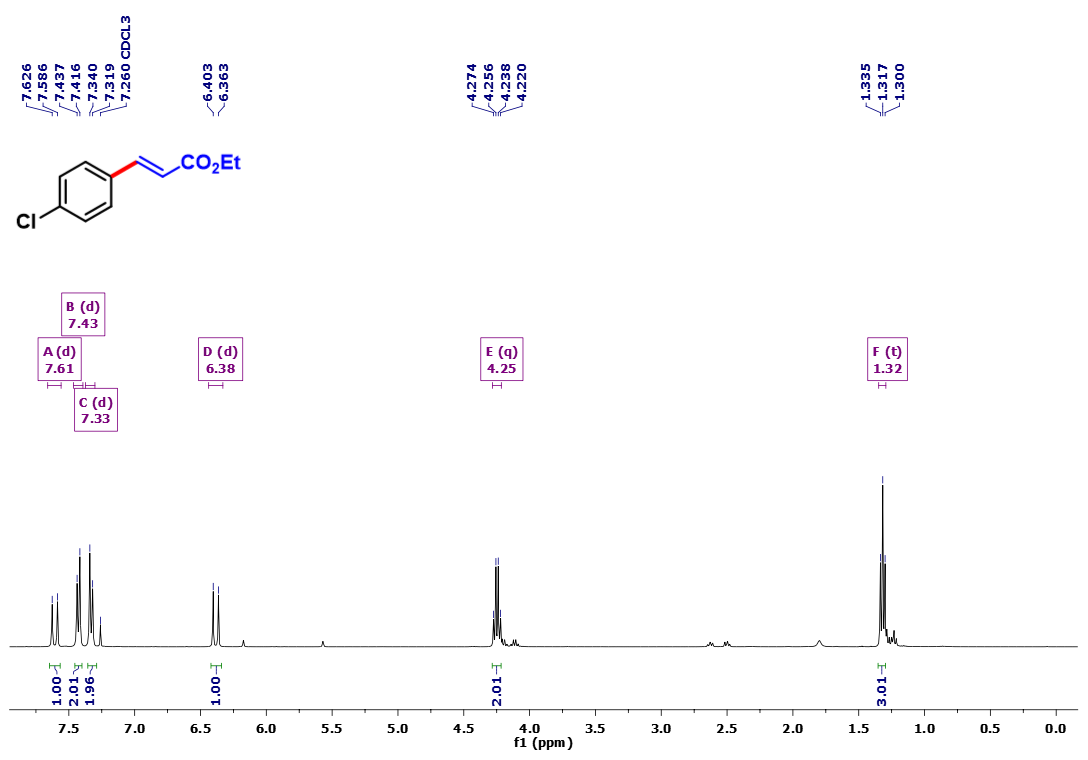 7.626
7.586
7.437
7.416
7.340
7.319
7.260 CDCL3
6.403
6.363
4.274
4.256
4.238
4.220
1.335
1.317
1.300
CO2Et
Cl
B (d)
7.43
A (d)
7.61
D (d)
6.38
E (q)
4.25
F (t)
1.32
C (d)
7.33
1.00
2.01
1.96
1.00
2.01
3.01
7.5 7.0 6.5 6.0 5.5 5.0 4.5 4.0 3.5 3.0 2.5 2.0 1.5 1.0 0.5 0.0
f1 (ppm)